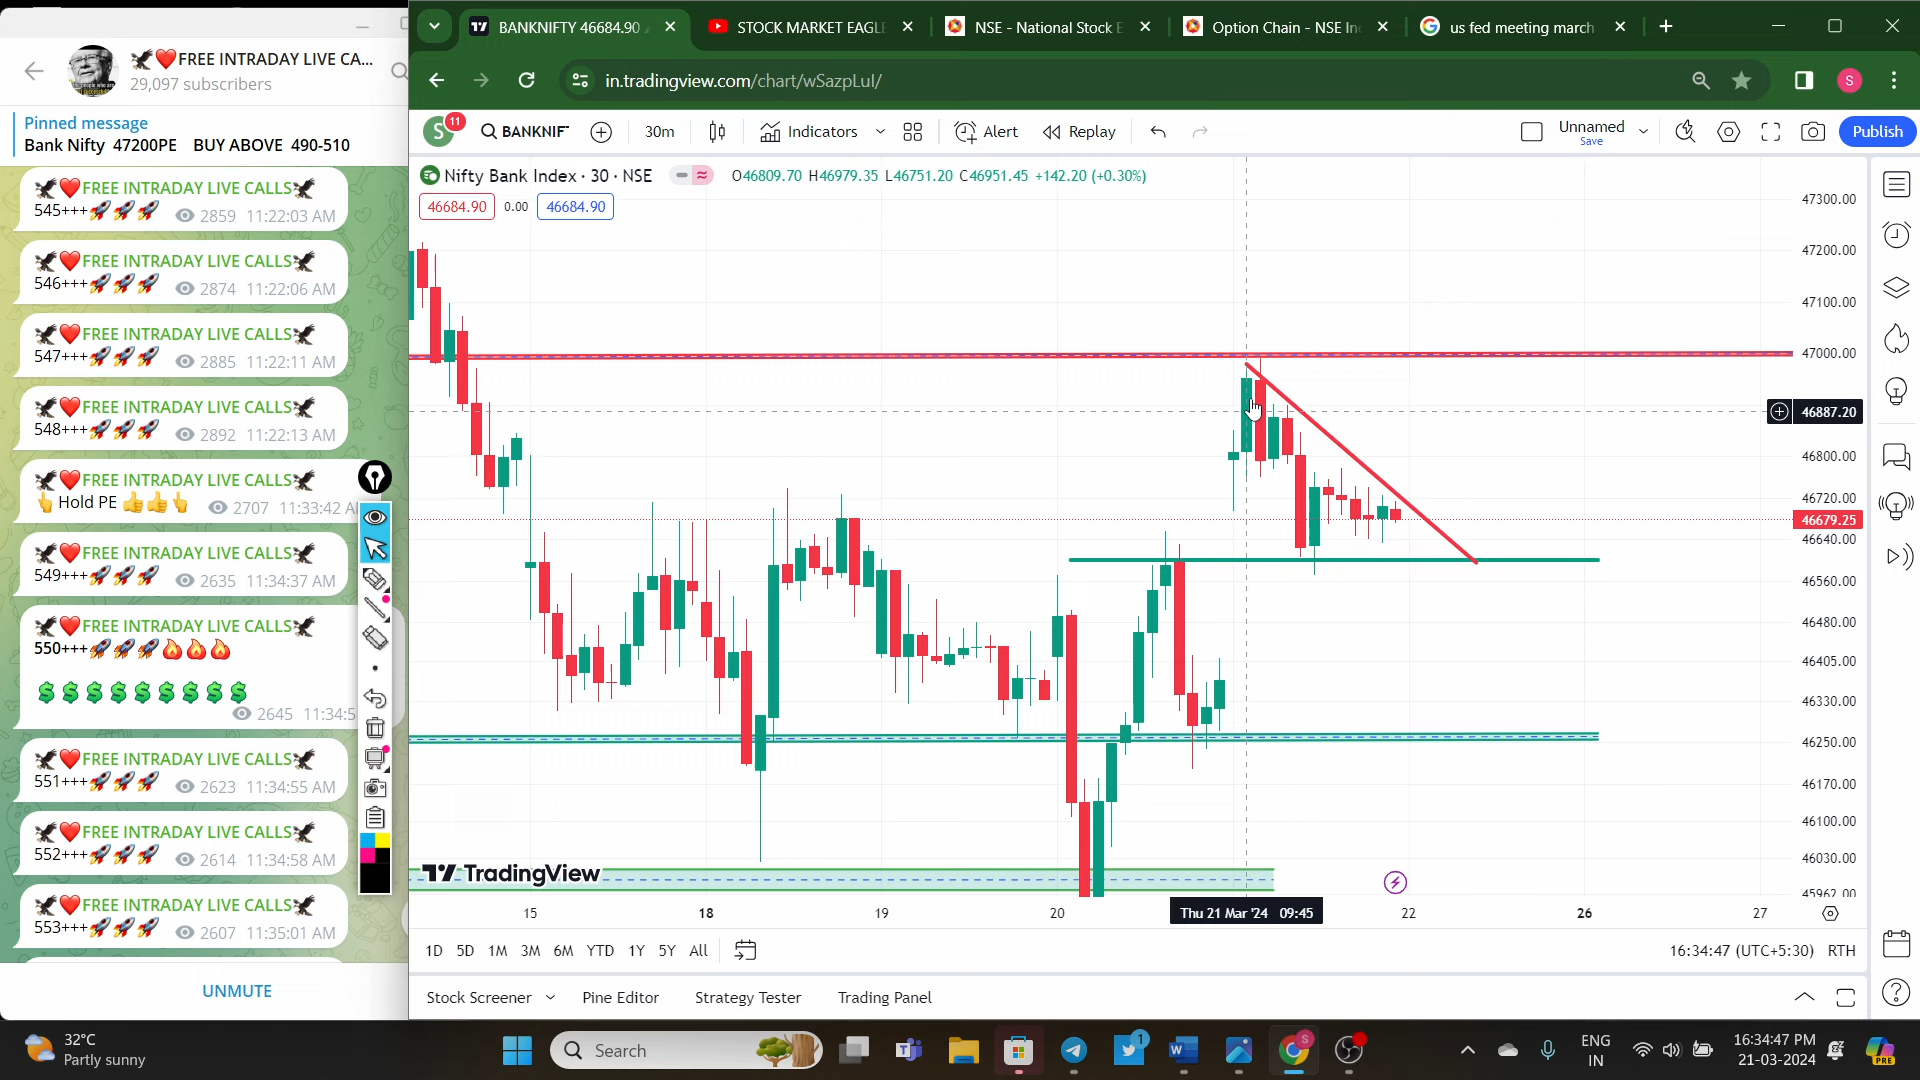 FREE INTRADAY LIVE CA...
29,097 subscribers
Pinned message
Bank Nifty 47200PE BUY ABOVE 490-510
FREE INTRADAY LIVE CALLS
545+++ 2859 11:22:03 AM
FREE INTRADAY LIVE CALLS
546+++ 2874 11:22:06 AM
FREE INTRADAY LIVE CALLS
547+++ 2885 11:22:11 AM
FREE INTRADAY LIVE CALLS
548+++ 2892 11:22:13 AM
FREE INTRADAY LIVE CALLS
Hold PE 2707 11:33:42 A
FREE INTRADAY LIVE CALLS
549+++ 2635 11:34:37 AM
FREE INTRADAY LIVE CALLS
550+++
2645 11:34:5
FREE INTRADAY LIVE CALLS
551+++ 2623 11:34:55 AM
FREE INTRADAY LIVE CALLS
552+++ 2614 11:34:58 AM
FREE INTRADAY LIVE CALLS
553+++ 2607 11:35:01 AM
UNMUTE
BANKNIFTY 46684.90
STOCK MARKET EAGLE
NSE - National Stock E
Option Chain - NSE In
us fed meeting march
in.tradingview.com/chart/wSazpLuI/
S
S 11 BANKNIF 30m Indicators Alert Replay
Unnamed
Save
Publish
Nifty Bank Index · 30 · NSE O46809.70 H46979.35 L46751.20 C46951.45 +142.20 (+0.30%)
46684.90 0.00 46684.90
47300.00
47200.00
47100.00
47000.00
46887.20
46800.00
46720.00
46679.25
46640.00
46560.00
46480.00
46405.00
46330.00
46250.00
46170.00
46100.00
46030.00
45962.00
TradingView
15 18 19 20 Thu 21 Mar '24 09:45 22 26 27
1D 5D 1M 3M 6M YTD 1Y 5Y All
16:34:47 (UTC+5:30) RTH
Stock Screener Pine Editor Strategy Tester Trading Panel
32°C
Partly sunny
Search
1
ENG
IN
16:34:47 PM
21-03-2024
PRE